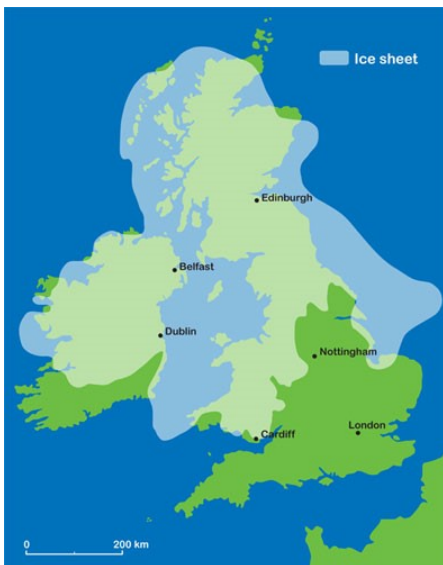 Ice sheet
Edinburgh
Belfast
Dublin
Nottingham
London
Cardiff
0 200 km